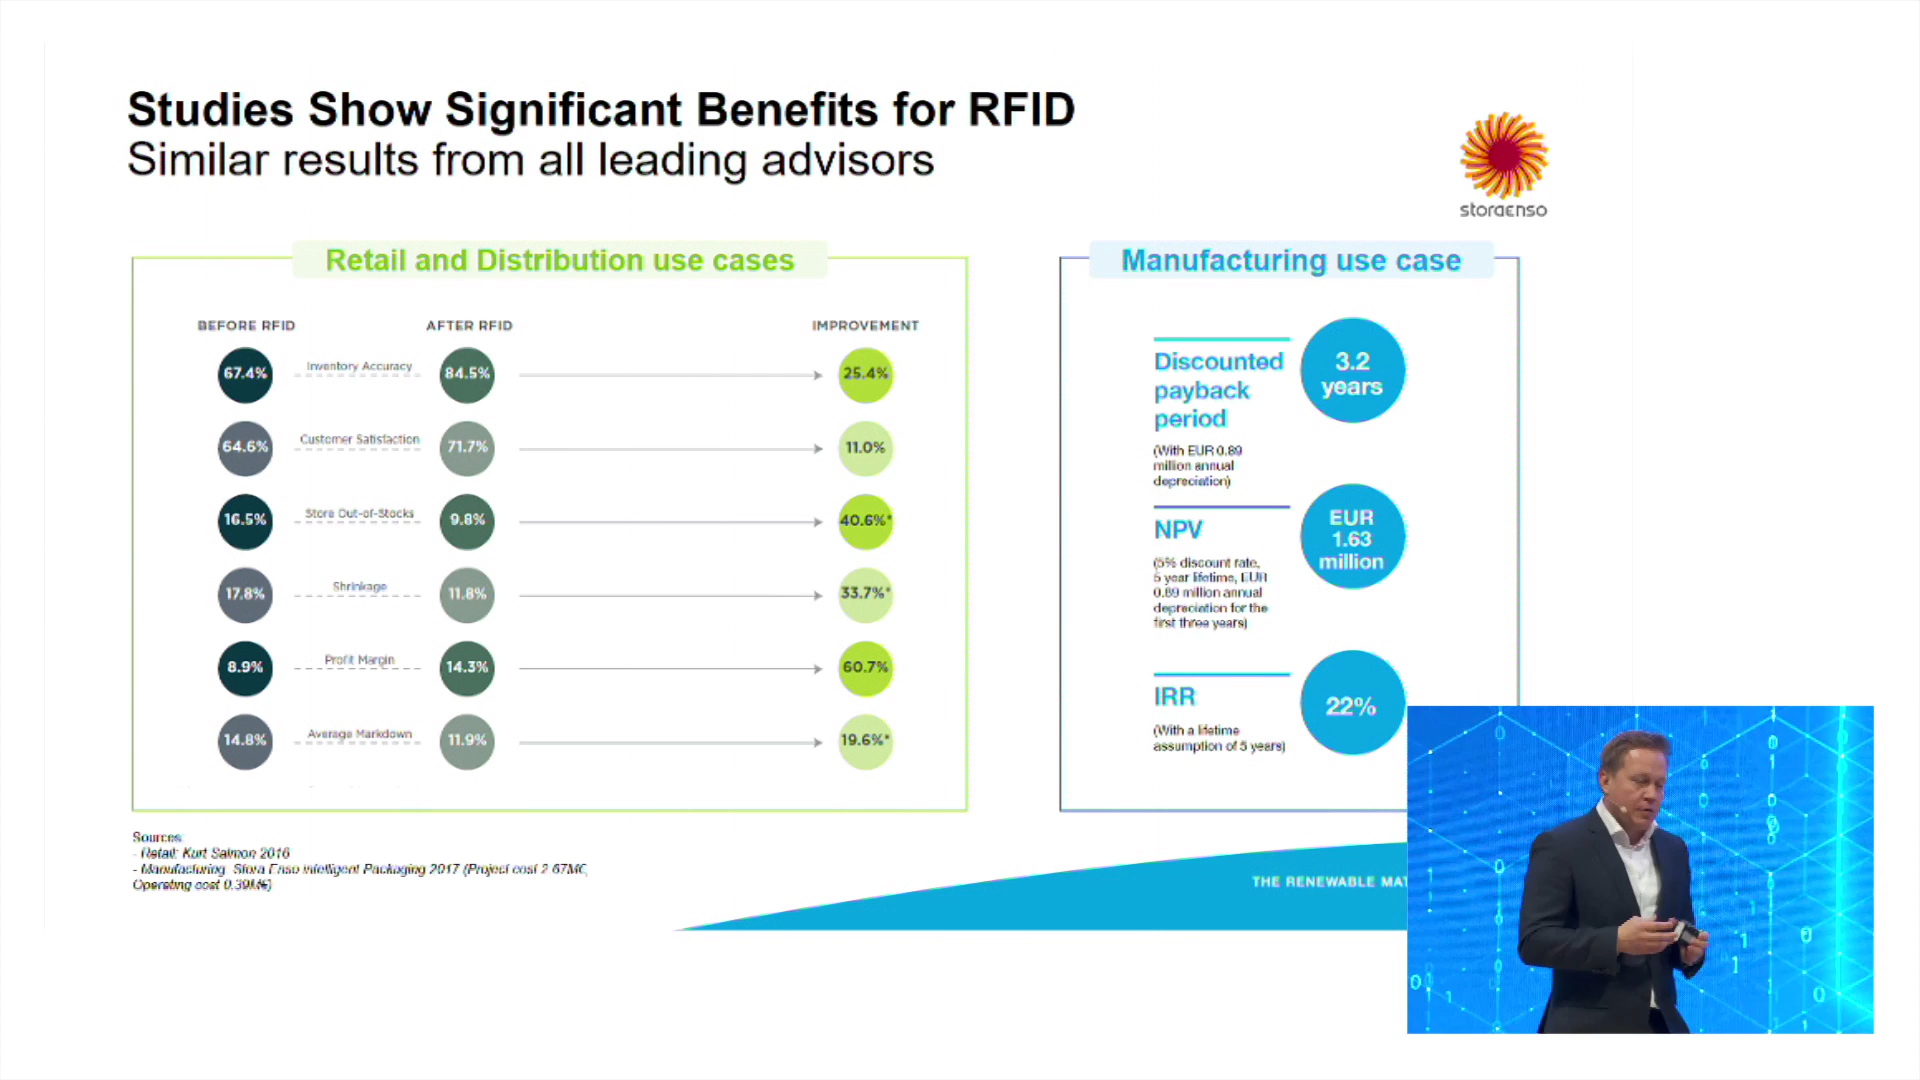 Studies Show Significant Benefits for RFID
Similar results from all leading advisors
storaenso
Retail and Distribution use cases
BEFORE RFID
AFTER RFID
IMPROVEMENT
67.4%
Inventory Accuracy
84.5%
25.4%
64.6%
Customer Satisfaction
71.7%
11.0%
16.5%
Store Out-of-Stocks
9.8%
40.6%*
17.8%
Shrinkage
11.8%
33.7%*
8.9%
Profit Margin
14.3%
60.7%
14.8%
Average Markdown
11.9%
19.6%*
Manufacturing use case
Discounted
payback
period
3.2
years
(With EUR 0.89
million annual
depreciation)
NPV
EUR
1.63
million
(5% discount rate,
5 year lifetime, EUR
0.89 million annual
depreciation for the
first three years)
IRR
22%
(With a lifetime
assumption of 5 years)
Sources:
- Retail: Kurt Salmon 2016
- Manufacturing: Stora Enso Intelligent Packaging 2017 (Project cost 2.67M€,
Operating cost 0.39M€)
THE RENEWABLE MAT